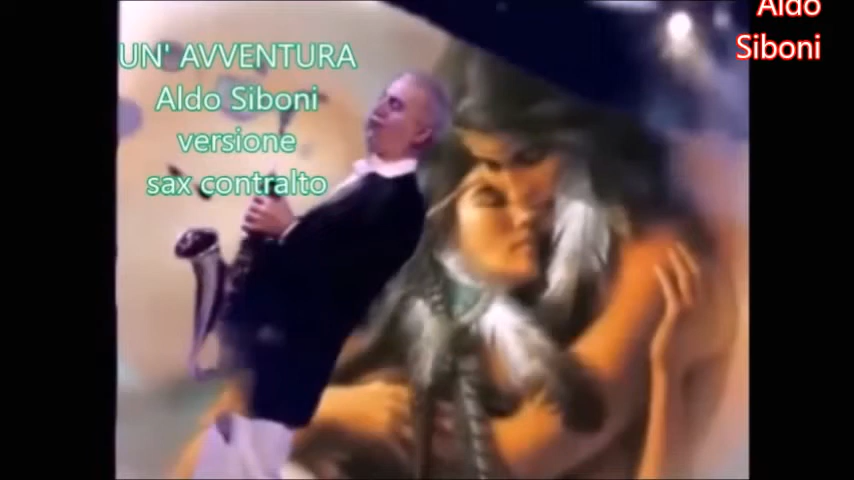 UN' AVVENTURA
Aldo Siboni
versione
sax contralto
Aldo
Siboni